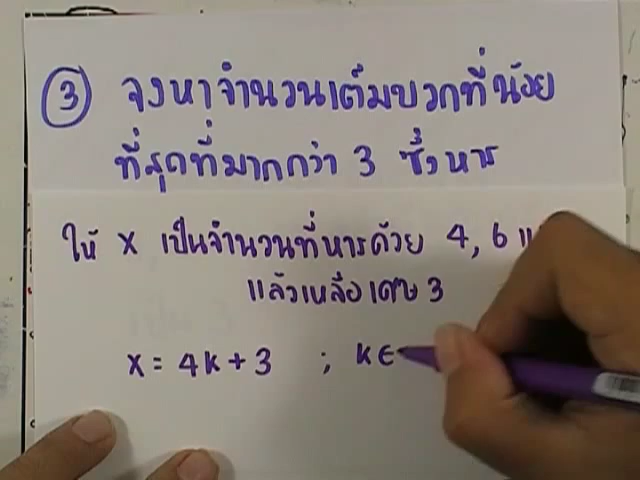 ③ จงหาจำนวนเต็มบวกที่น้อย
ที่สุดที่มากกว่า 3 ซึ่งหาร
ให้ x เป็นจำนวนที่หารด้วย 4, 6
แล้วเหลือเศษ 3
x = 4k + 3 ; k ∈